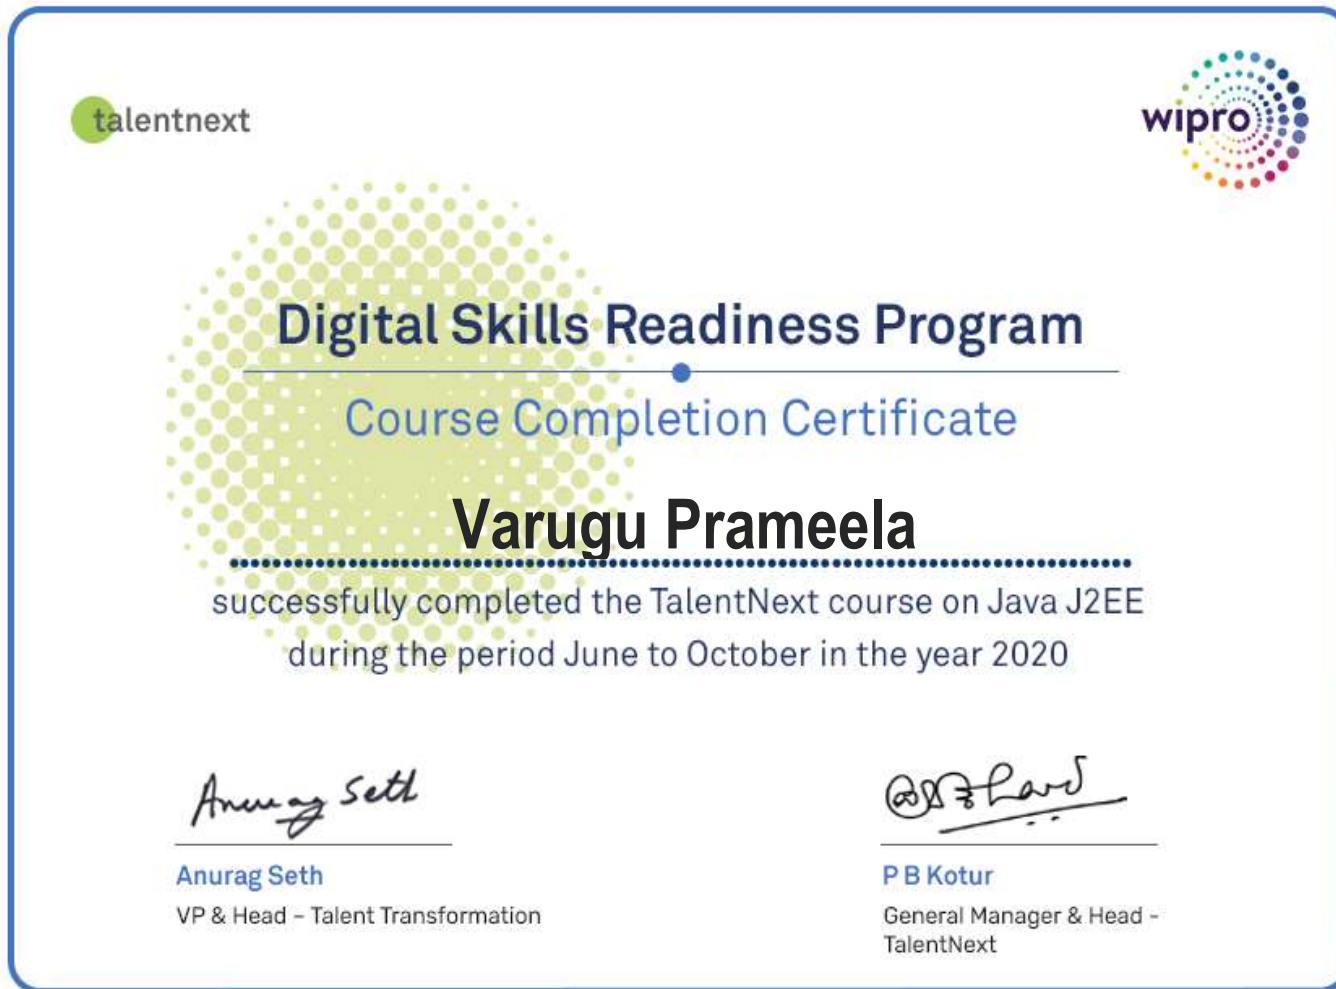 talentnext
wipro
Digital Skills Readiness Program
Course Completion Certificate
Varugu Prameela
successfully completed the TalentNext course on Java J2EE
during the period June to October in the year 2020
Anurag Seth
Anurag Seth
VP & Head – Talent Transformation
P B Kotur
General Manager & Head -
TalentNext